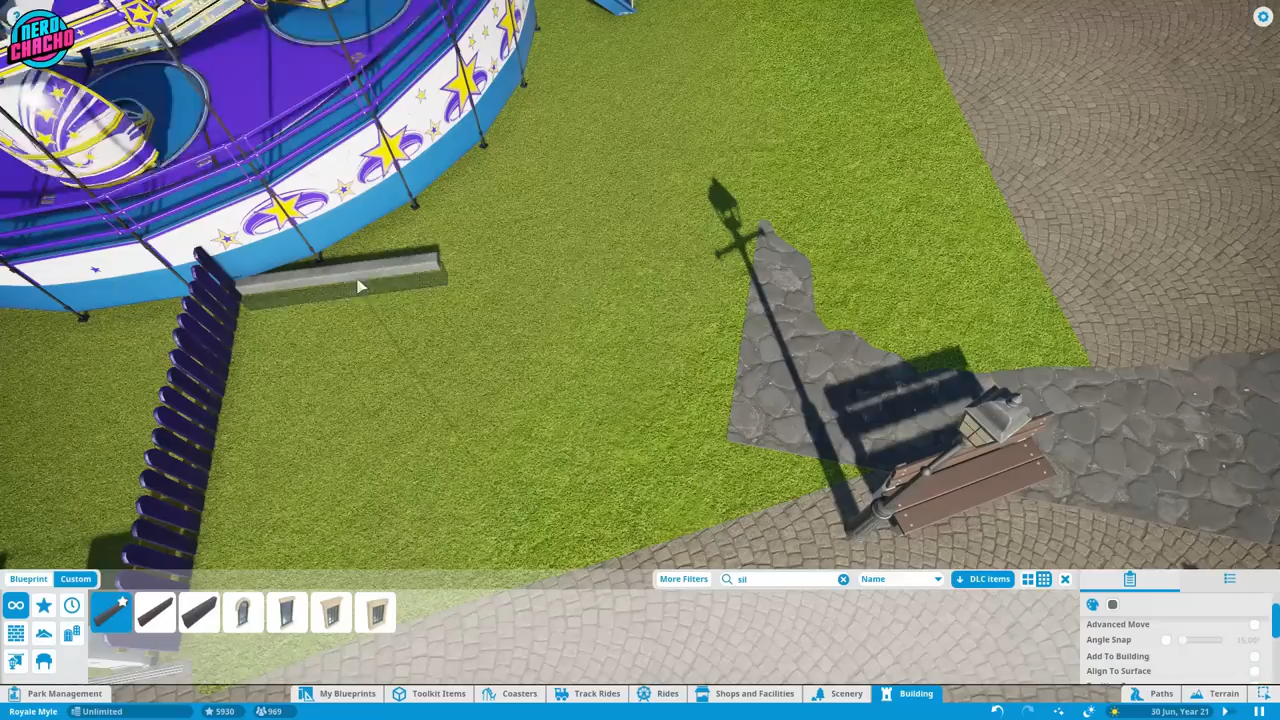 NERD
CHACHO
Blueprint Custom
More Filters sil Name DLC items
Advanced Move
Angle Snap 15.00°
Add To Building
Align To Surface
Park Management My Blueprints Toolkit Items Coasters Track Rides Rides Shops and Facilities Scenery Building Paths Terrain
Royale Myle Unlimited 5930 969 30 Jun, Year 21